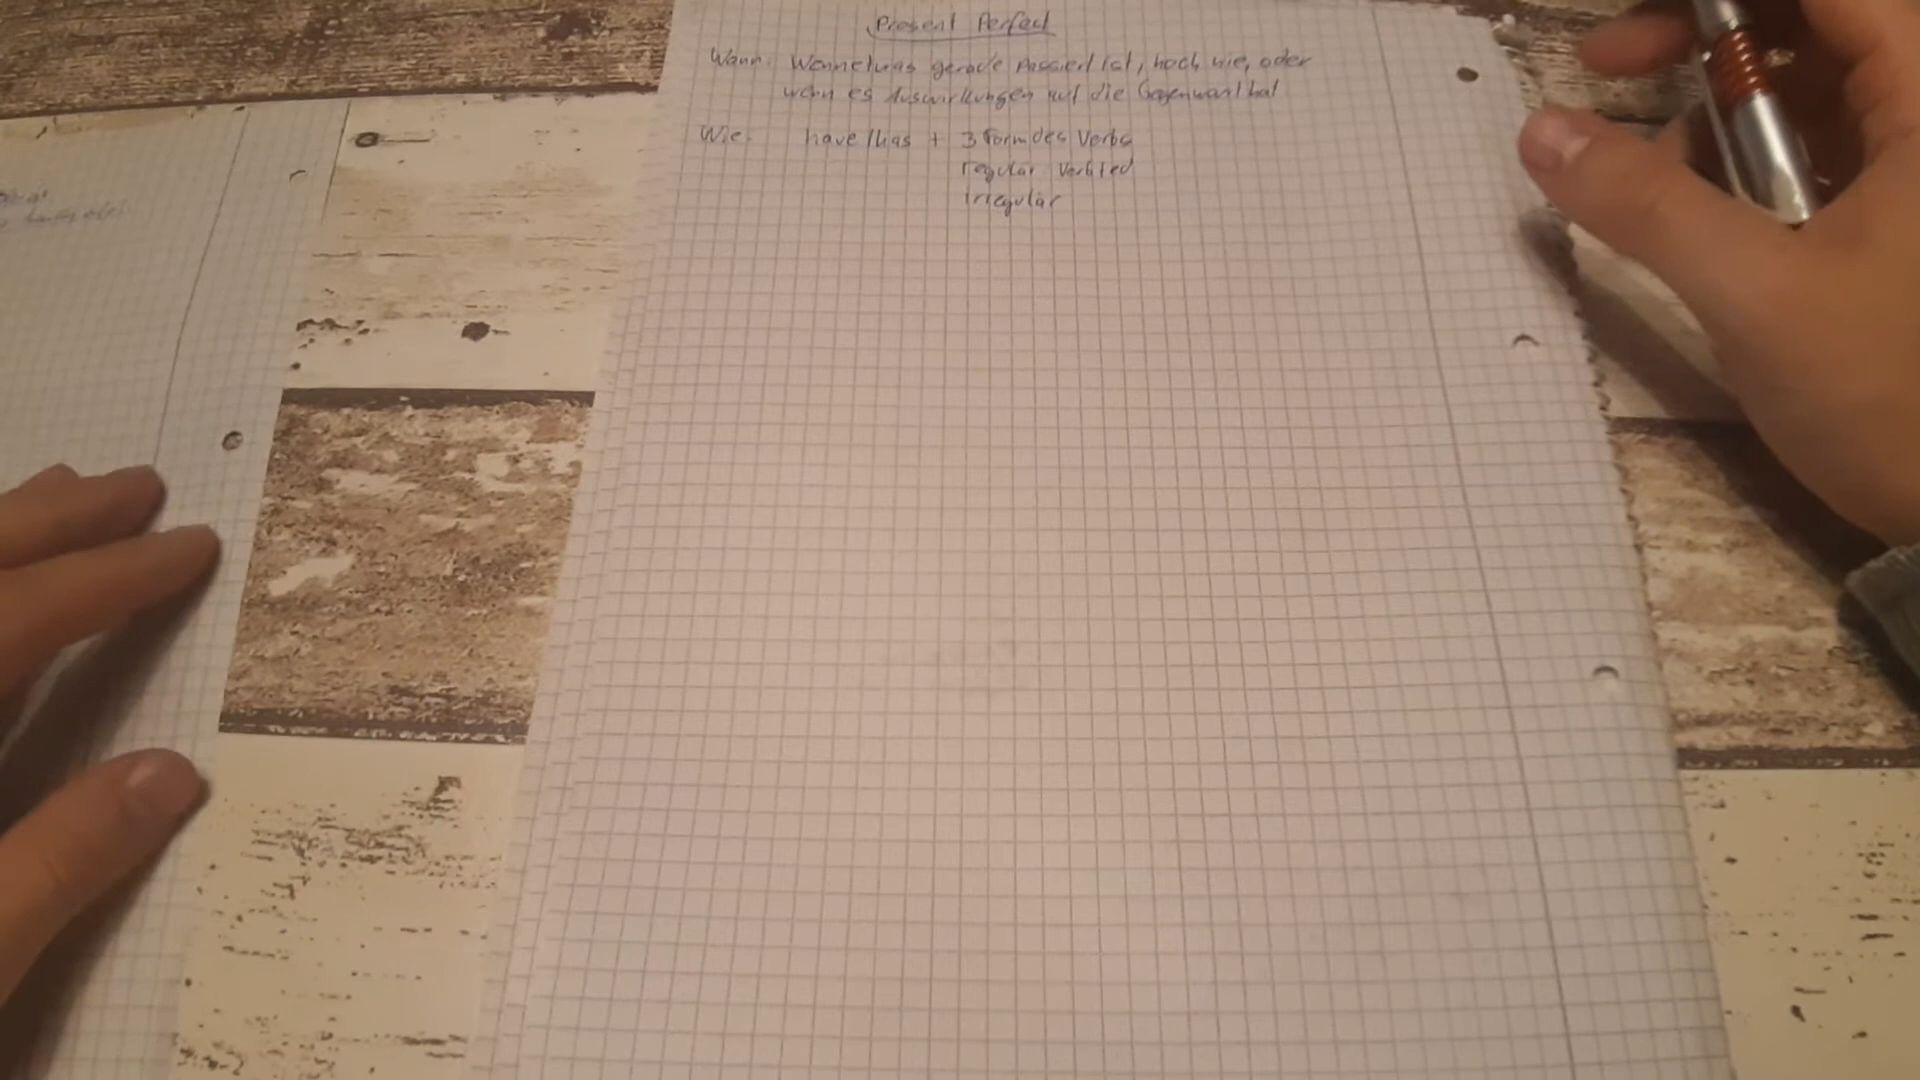 Present Perfect
Wann: Wenn etwas gerade passiert ist, noch nie, oder
wenn es Auswirkungen auf die Gegenwart hat
Wie: have/has + 3 Form des Verbs
regular Verb+ed
irregular